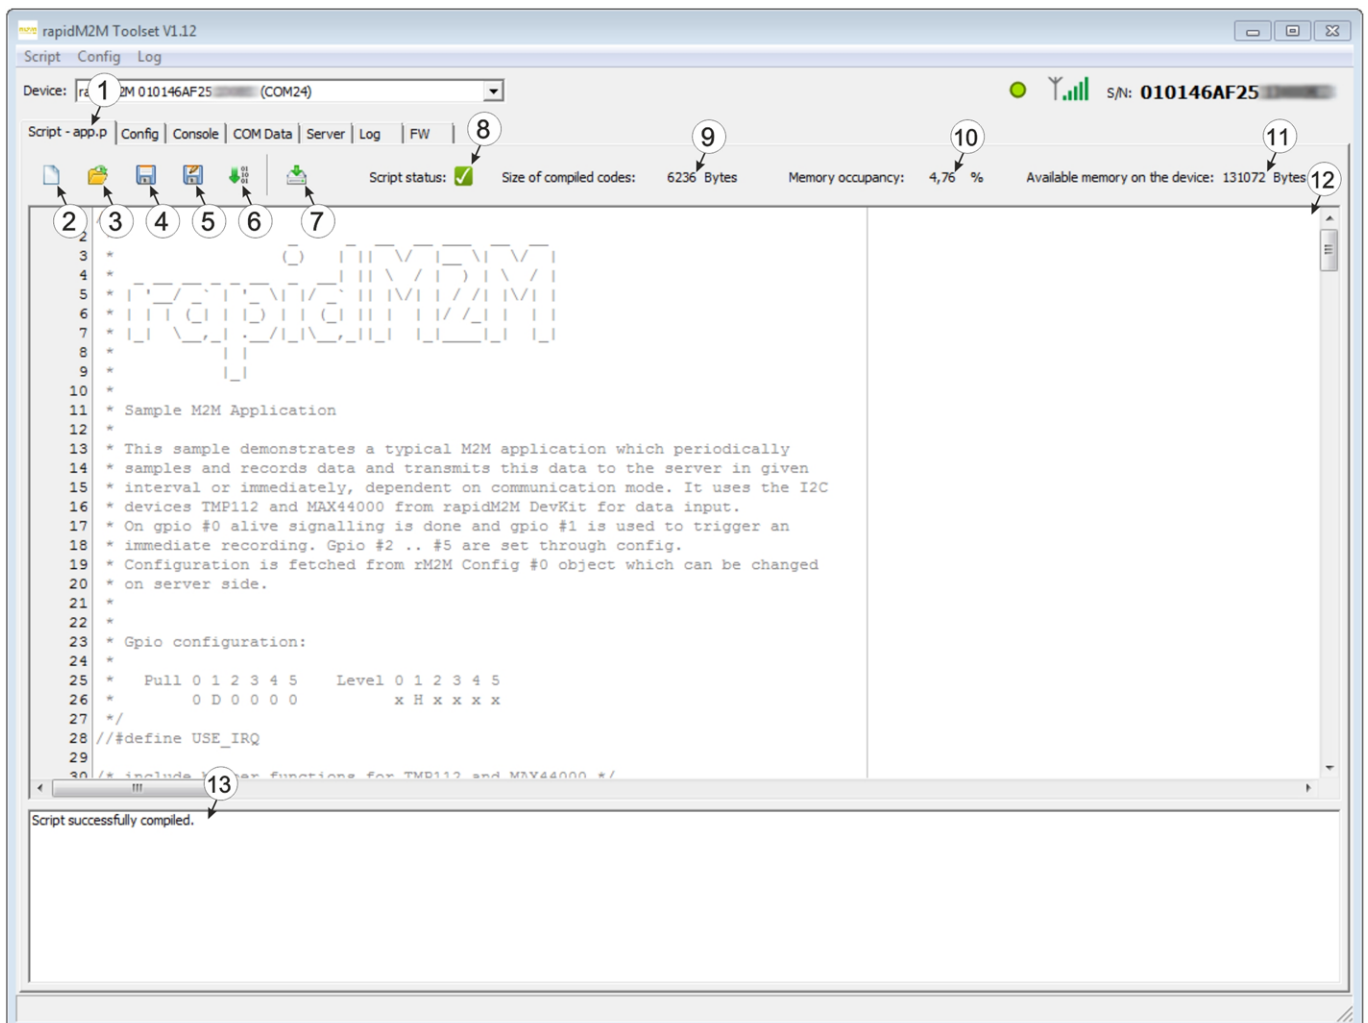 rapidM2M Toolset V1.12
Script Config Log
Device: M 010146AF25 (COM24) S/N: 010146AF25
1
Script - app.p Config Console COM Data Server Log FW
8 9 10 11
Script status: Size of compiled codes: 6236 Bytes Memory occupancy: 4,76 % Available memory on the device: 131072 Bytes
12
2 3 4 5 6 7
2
3 *
4 *
5 *
6 *
7 *
8 *
9 *
rapidM2M
10 *
11 * Sample M2M Application
12 *
13 * This sample demonstrates a typical M2M application which periodically
14 * samples and records data and transmits this data to the server in given
15 * interval or immediately, dependent on communication mode. It uses the I2C
16 * devices TMP112 and MAX44000 from rapidM2M DevKit for data input.
17 * On gpio #0 alive signalling is done and gpio #1 is used to trigger an
18 * immediate recording. Gpio #2 .. #5 are set through config.
19 * Configuration is fetched from rM2M Config #0 object which can be changed
20 * on server side.
21 *
22 *
23 * Gpio configuration:
24 *
25 * Pull 0 1 2 3 4 5 Level 0 1 2 3 4 5
26 * 0 D 0 0 0 0 x H x x x x
27 */
28 //#define USE_IRQ
29
30 /* include functions for TMP112 and MAX44000 */
13
Script successfully compiled.